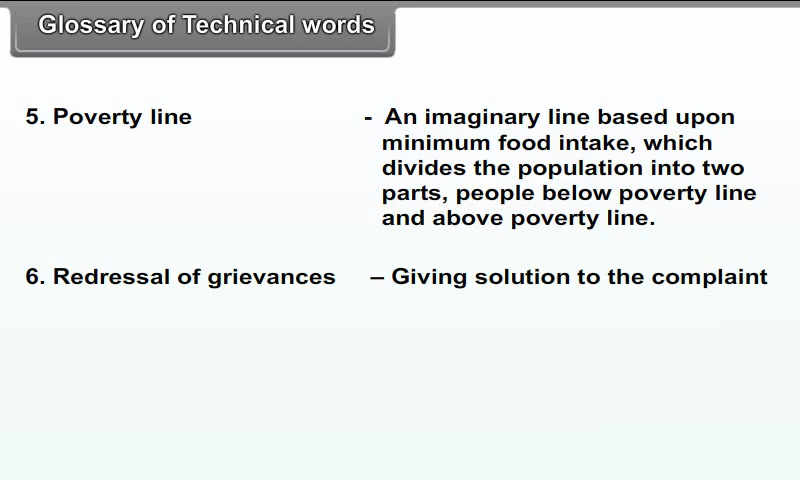 Glossary of Technical words
5. Poverty line - An imaginary line based upon
minimum food intake, which
divides the population into two
parts, people below poverty line
and above poverty line.
6. Redressal of grievances – Giving solution to the complaint